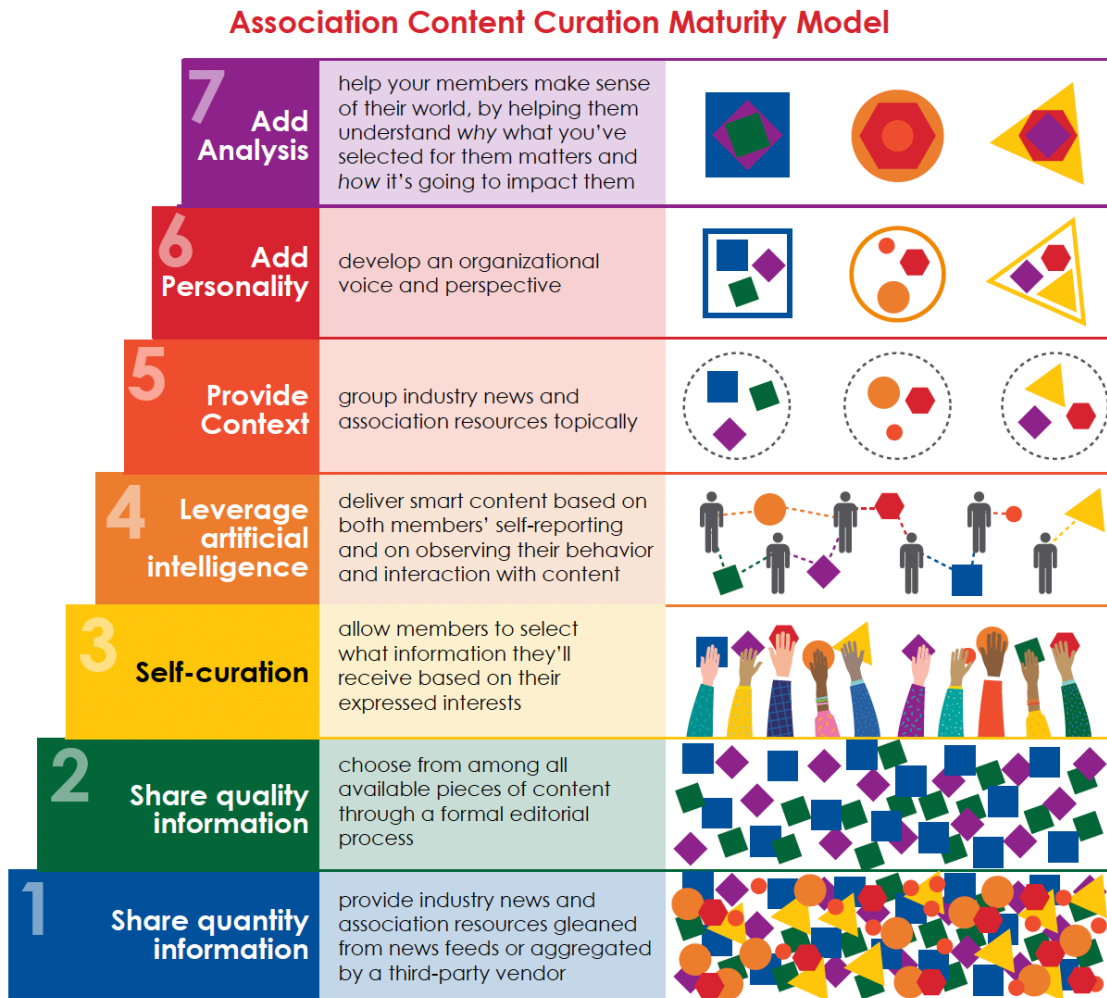 Association Content Curation Maturity Model
7
Add
Analysis
help your members make sense
of their world, by helping them
understand why what you’ve
selected for them matters and
how it’s going to impact them
6
Add
Personality
develop an organizational
voice and perspective
5
Provide
Context
group industry news and
association resources topically
4
Leverage
artificial
intelligence
deliver smart content based on
both members’ self-reporting
and on observing their behavior
and interaction with content
3
Self-curation
allow members to select
what information they’ll
receive based on their
expressed interests
2
Share quality
information
choose from among all
available pieces of content
through a formal editorial
process
1
Share quantity
information
provide industry news and
association resources gleaned
from news feeds or aggregated
by a third-party vendor